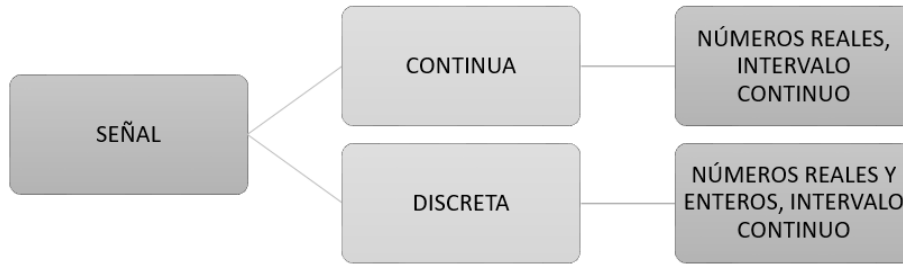 SEÑAL
CONTINUA
NÚMEROS REALES,
INTERVALO
CONTINUO
DISCRETA
NÚMEROS REALES Y
ENTEROS, INTERVALO
CONTINUO